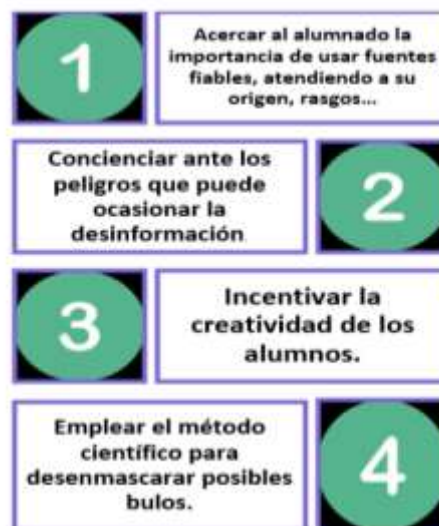 1
Acercar al alumnado la
importancia de usar fuentes
fiables, atendiendo a su
origen, rasgos...
Concienciar ante los
peligros que puede
ocasionar la
desinformación
2
3
Incentivar la
creatividad de los
alumnos.
Emplear el método
científico para
desenmascarar posibles
bulos.
4